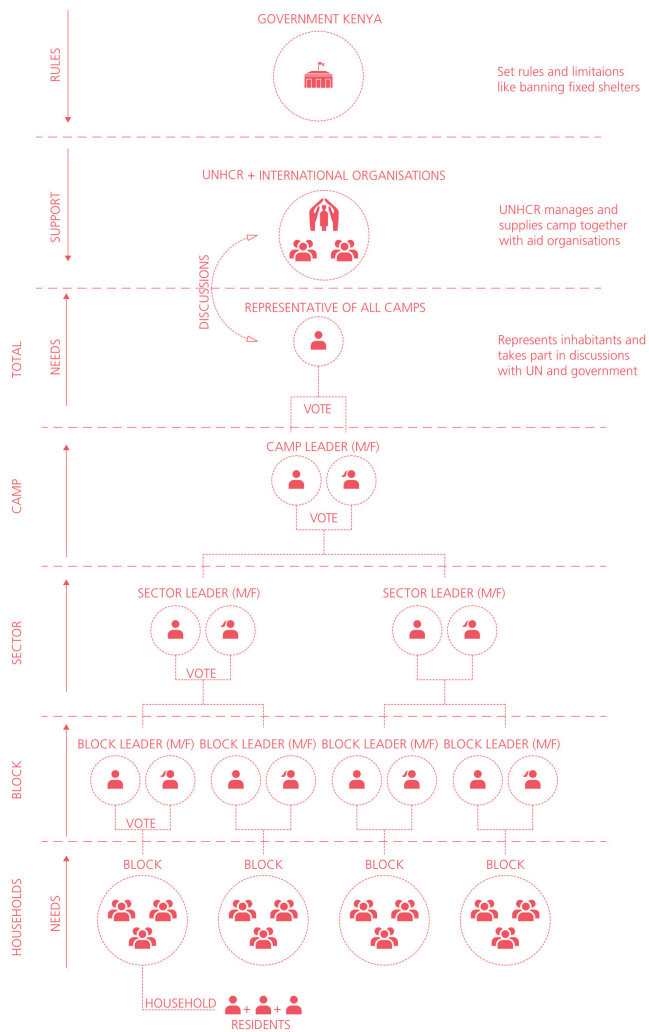 GOVERNMENT KENYA
RULES
Set rules and limitaions
like banning fixed shelters
UNHCR + INTERNATIONAL ORGANISATIONS
SUPPORT
UNHCR manages and
supplies camp together
with aid organisations
DISCUSSIONS
REPRESENTATIVE OF ALL CAMPS
TOTAL
NEEDS
Represents inhabitants and
takes part in discussions
with UN and government
VOTE
CAMP LEADER (M/F)
CAMP
VOTE
SECTOR LEADER (M/F)
SECTOR LEADER (M/F)
SECTOR
VOTE
BLOCK LEADER (M/F)
BLOCK LEADER (M/F)
BLOCK LEADER (M/F)
BLOCK LEADER (M/F)
BLOCK
VOTE
BLOCK
BLOCK
BLOCK
BLOCK
HOUSEHOLDS
NEEDS
HOUSEHOLD
+ +
RESIDENTS